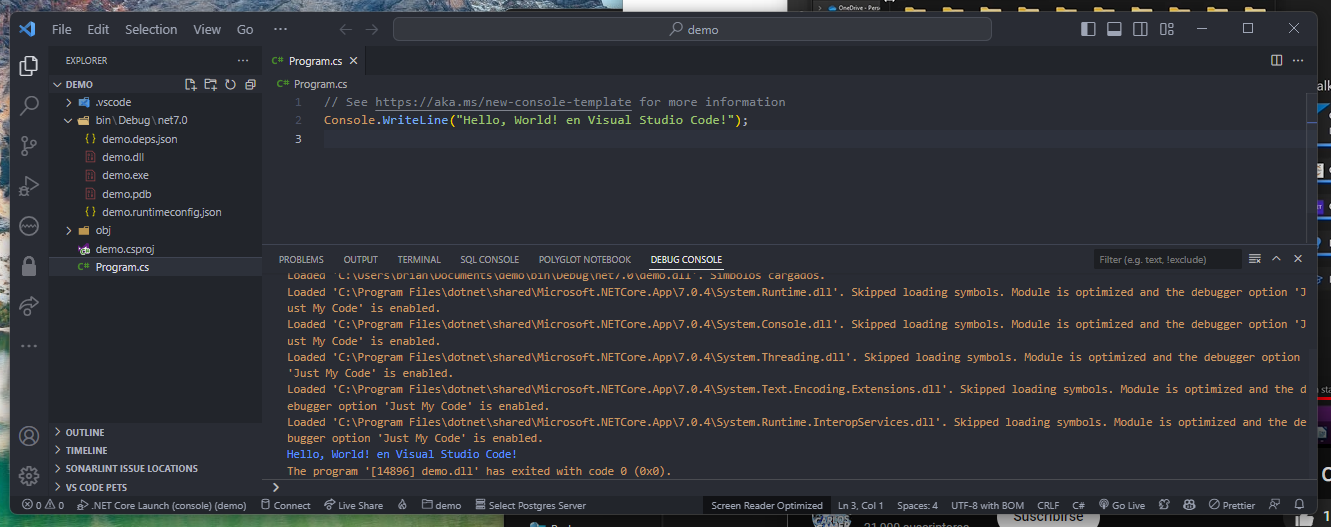 OneDrive - Pers
File Edit Selection View Go ··· demo
EXPLORER ···
Program.cs
DEMO
Program.cs
.vscode
bin\Debug\net7.0
demo.deps.json
demo.dll
demo.exe
demo.pdb
demo.runtimeconfig.json
obj
demo.csproj
Program.cs
OUTLINE
TIMELINE
SONARLINT ISSUE LOCATIONS
VS CODE PETS
1 // See https://aka.ms/new-console-template for more information
2 Console.WriteLine("Hello, World! en Visual Studio Code!");
3
PROBLEMS OUTPUT TERMINAL SQL CONSOLE POLYGLOT NOTEBOOK DEBUG CONSOLE Filter (e.g. text, !exclude)
Loaded 'C:\Users\brian\Documents\demo\bin\Debug\net7.0\demo.dll'. Símbolos cargados.
Loaded 'C:\Program Files\dotnet\shared\Microsoft.NETCore.App\7.0.4\System.Runtime.dll'. Skipped loading symbols. Module is optimized and the debugger option 'J
ust My Code' is enabled.
Loaded 'C:\Program Files\dotnet\shared\Microsoft.NETCore.App\7.0.4\System.Console.dll'. Skipped loading symbols. Module is optimized and the debugger option 'J
ust My Code' is enabled.
Loaded 'C:\Program Files\dotnet\shared\Microsoft.NETCore.App\7.0.4\System.Threading.dll'. Skipped loading symbols. Module is optimized and the debugger option
'Just My Code' is enabled.
Loaded 'C:\Program Files\dotnet\shared\Microsoft.NETCore.App\7.0.4\System.Text.Encoding.Extensions.dll'. Skipped loading symbols. Module is optimized and the d
ebugger option 'Just My Code' is enabled.
Loaded 'C:\Program Files\dotnet\shared\Microsoft.NETCore.App\7.0.4\System.Runtime.InteropServices.dll'. Skipped loading symbols. Module is optimized and the de
bugger option 'Just My Code' is enabled.
Hello, World! en Visual Studio Code!
The program '[14896] demo.dll' has exited with code 0 (0x0).
0 0 .NET Core Launch (console) (demo) Connect Live Share demo Select Postgres Server Screen Reader Optimized Ln 3, Col 1 Spaces: 4 UTF-8 with BOM CRLF C# Go Live Prettier
Suscribirse